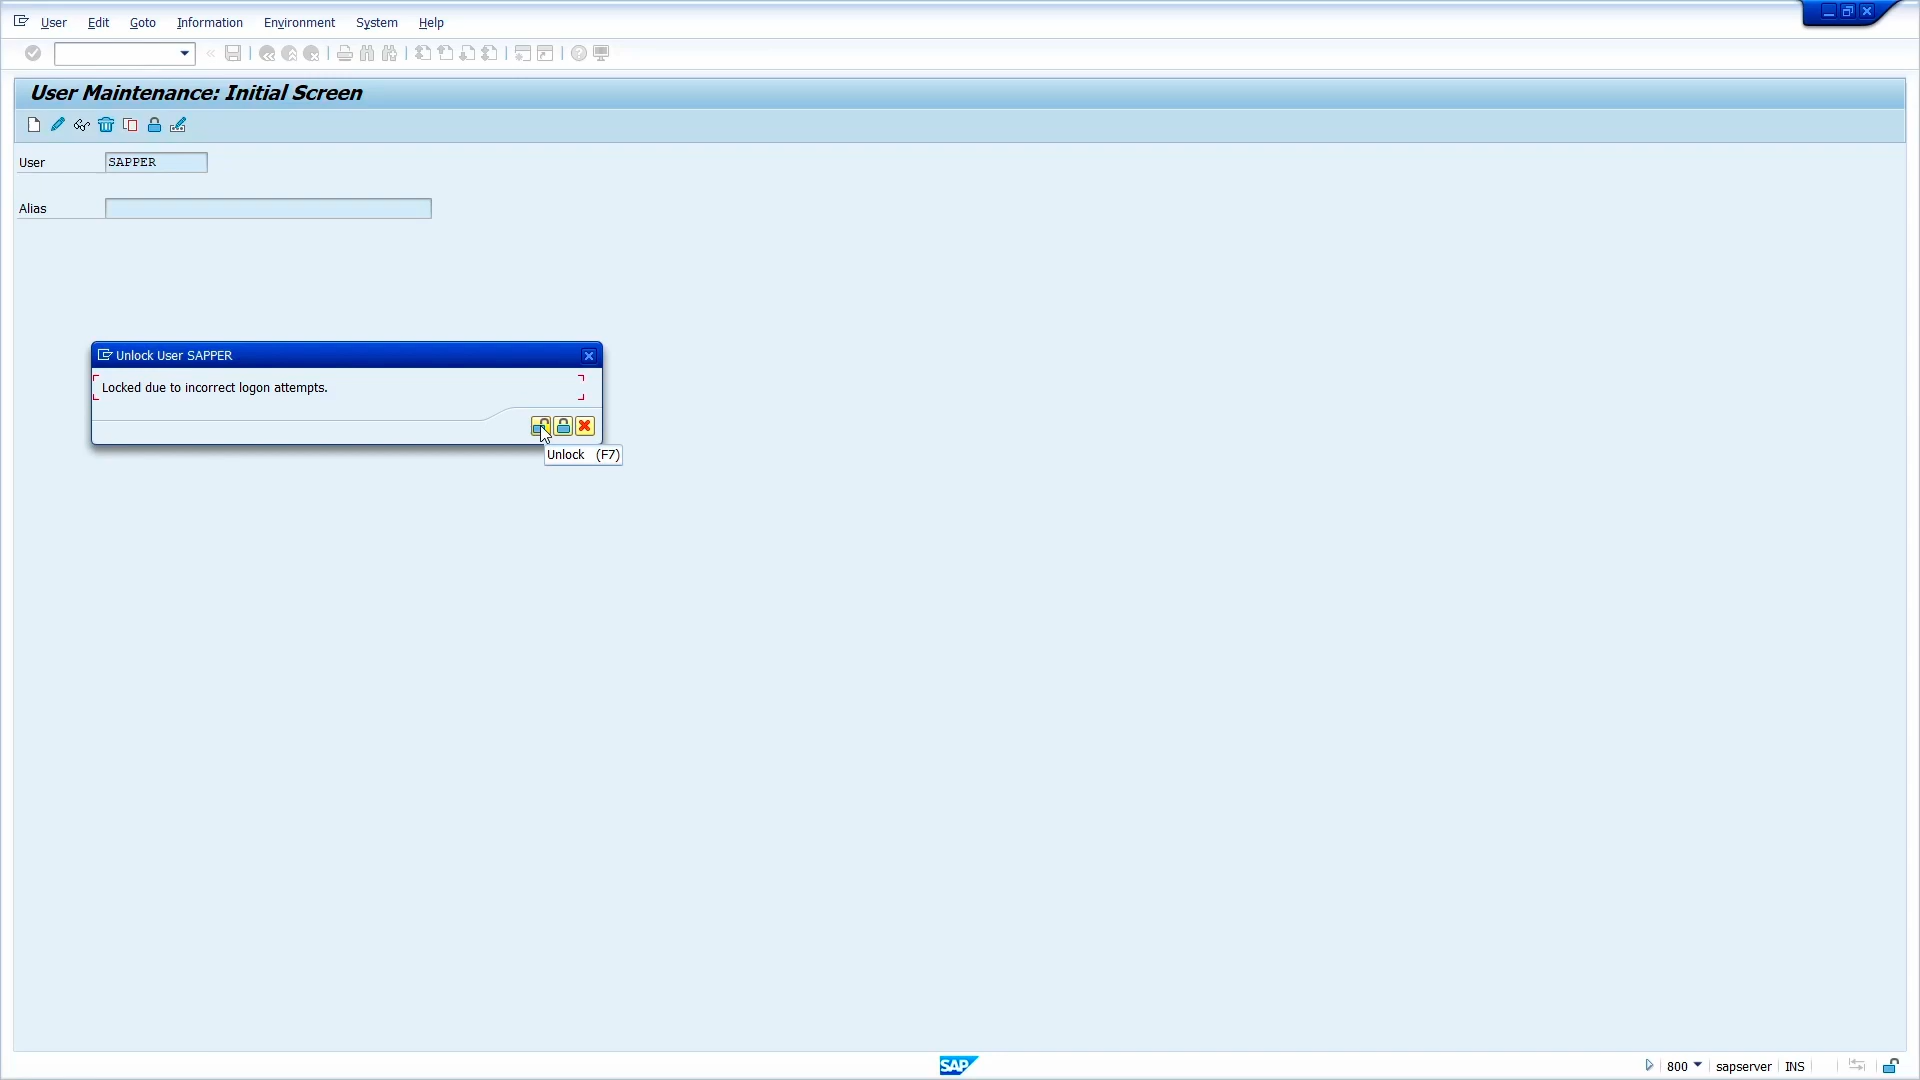 User Edit Goto Information Environment System Help
User Maintenance: Initial Screen
User SAPPER
Alias
Unlock User SAPPER
Locked due to incorrect logon attempts.
Unlock (F7)
SAP
800 sapserver INS